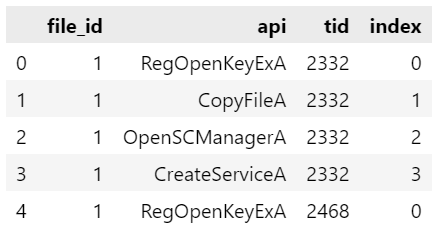 file_id api tid index
0 1 RegOpenKeyExA 2332 0
1 1 CopyFileA 2332 1
2 1 OpenSCManagerA 2332 2
3 1 CreateServiceA 2332 3
4 1 RegOpenKeyExA 2468 0